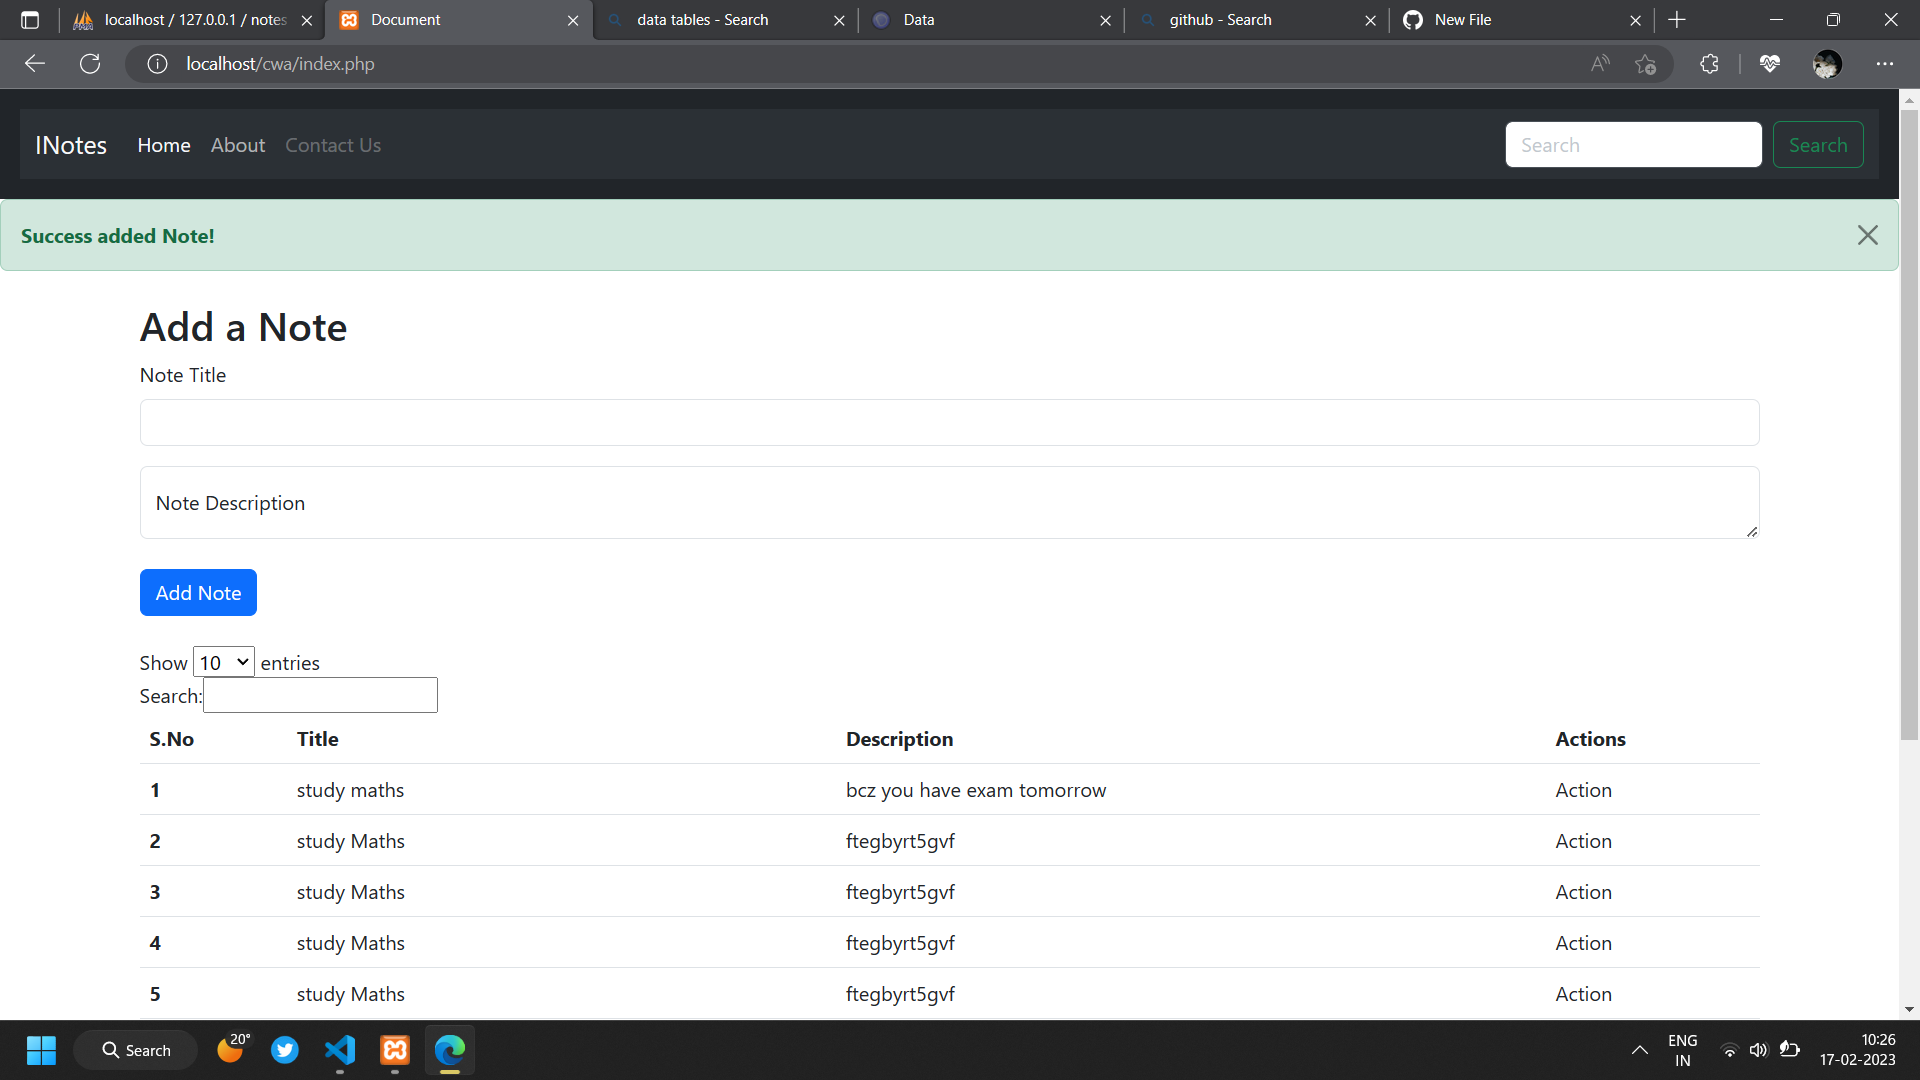 localhost / 127.0.0.1 / notes
Document
data tables - Search
Data
github - Search
New File
localhost/cwa/index.php
INotes Home About Contact Us Search Search
Success added Note!
Add a Note
Note Title
Note Description
Add Note
Show 10 entries
Search:
S.No Title Description Actions
1 study maths bcz you have exam tomorrow Action
2 study Maths ftegbyrt5gvf Action
3 study Maths ftegbyrt5gvf Action
4 study Maths ftegbyrt5gvf Action
5 study Maths ftegbyrt5gvf Action
Search
20°
ENG
IN
10:26
17-02-2023